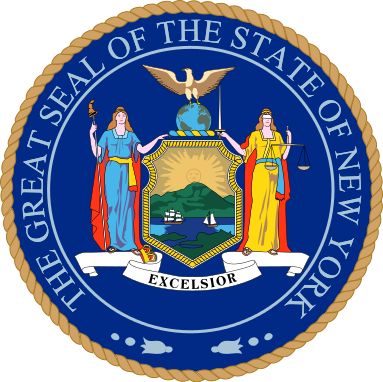 THE GREAT SEAL OF THE STATE OF NEW YORK
EXCELSIOR